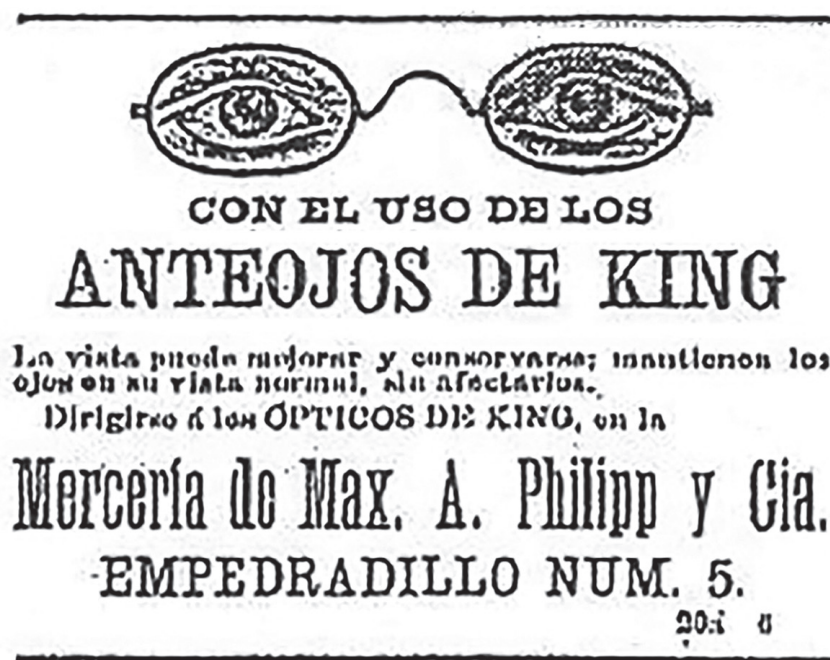 CON EL USO DE LOS
ANTEOJOS DE KING
La vista puede mejorar y conservarse; mantienen los
ojos en su vista normal, sin afectarlos.
Dirigirse á los ÓPTICOS DE KING, en la
Mercería de Max. A. Philipp y Cia.
EMPEDRADILLO NUM. 5.